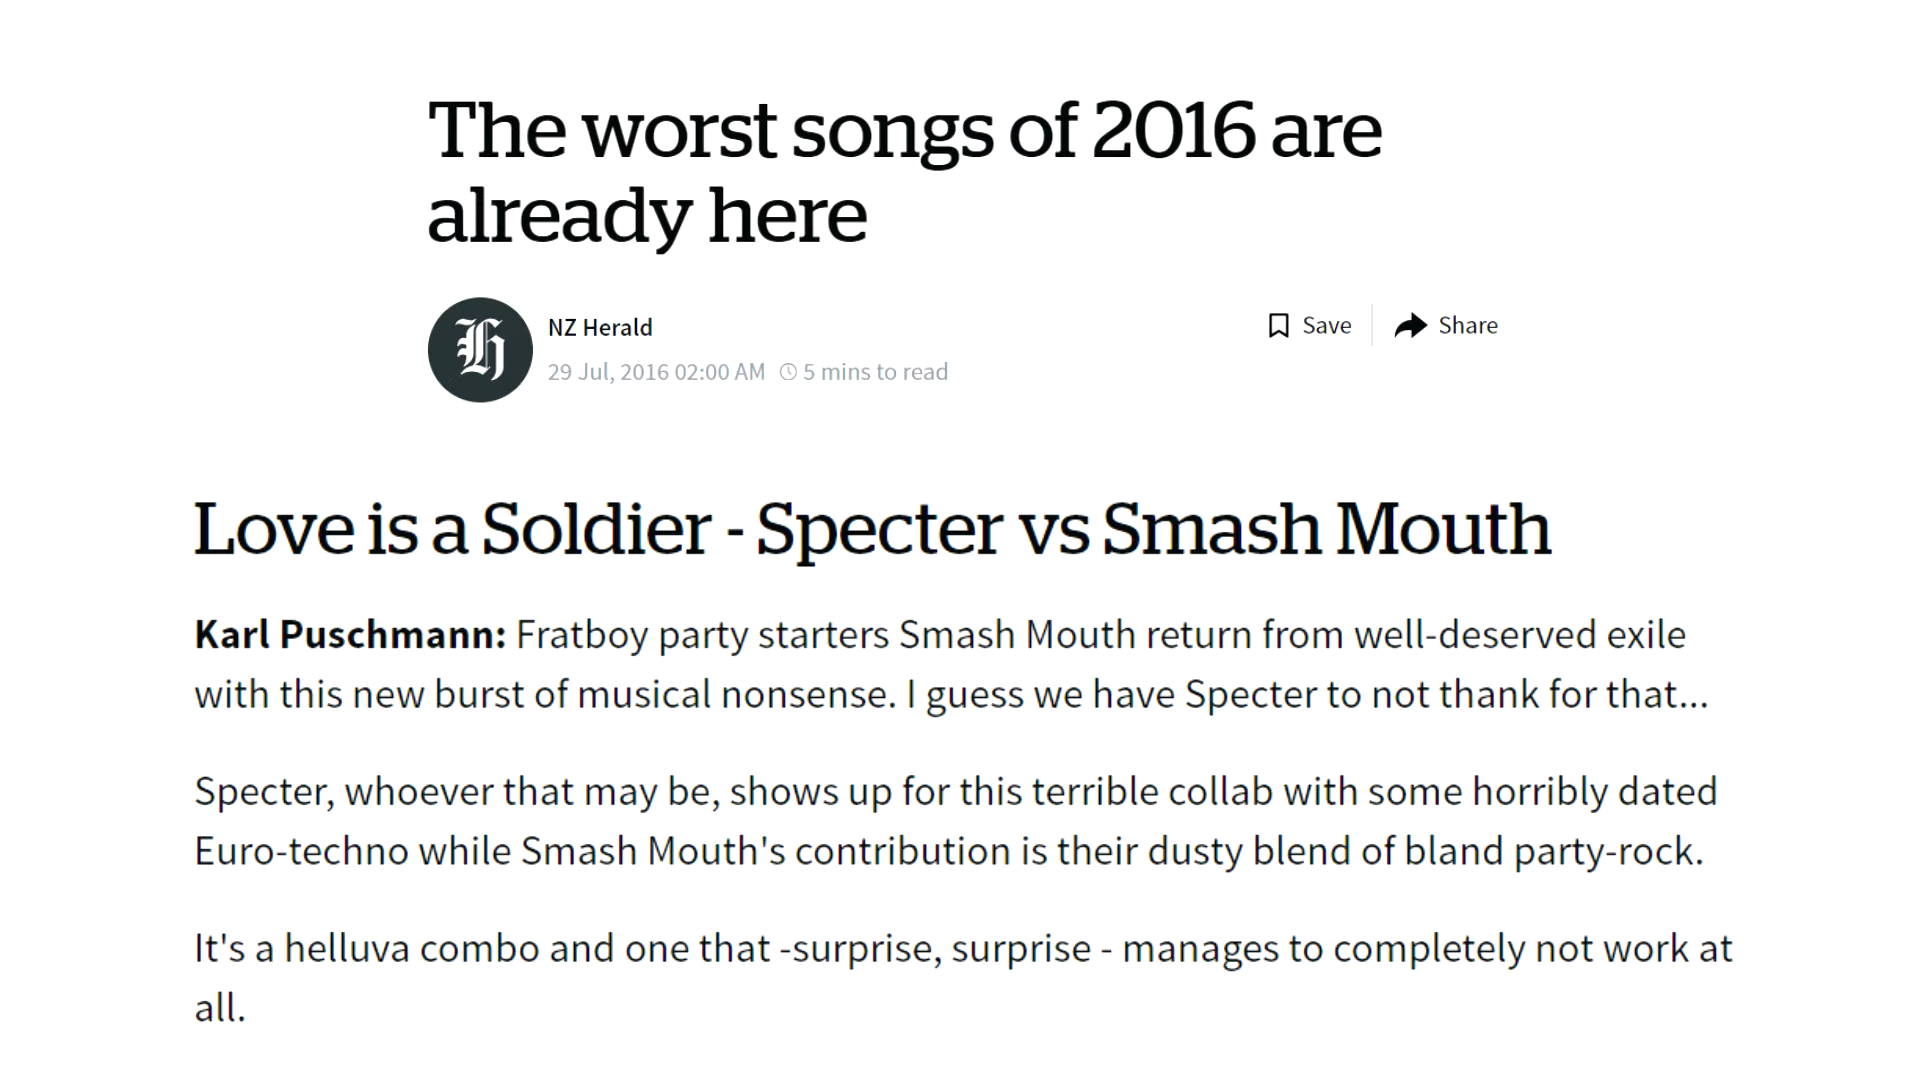 The worst songs of 2016 are
already here
NZ Herald
29 Jul, 2016 02:00 AM 5 mins to read
Save
Share
Love is a Soldier - Specter vs Smash Mouth
Karl Puschmann: Fratboy party starters Smash Mouth return from well-deserved exile
with this new burst of musical nonsense. I guess we have Specter to not thank for that...
Specter, whoever that may be, shows up for this terrible collab with some horribly dated
Euro-techno while Smash Mouth's contribution is their dusty blend of bland party-rock.
It's a helluva combo and one that -surprise, surprise - manages to completely not work at
all.